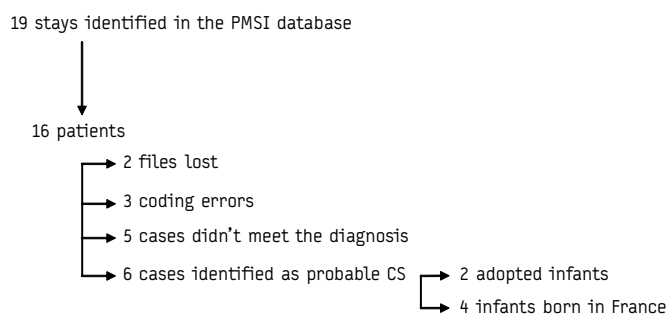 19 stays identified in the PMSI database
16 patients
2 files lost
3 coding errors
5 cases didn't meet the diagnosis
6 cases identified as probable CS
2 adopted infants
4 infants born in France